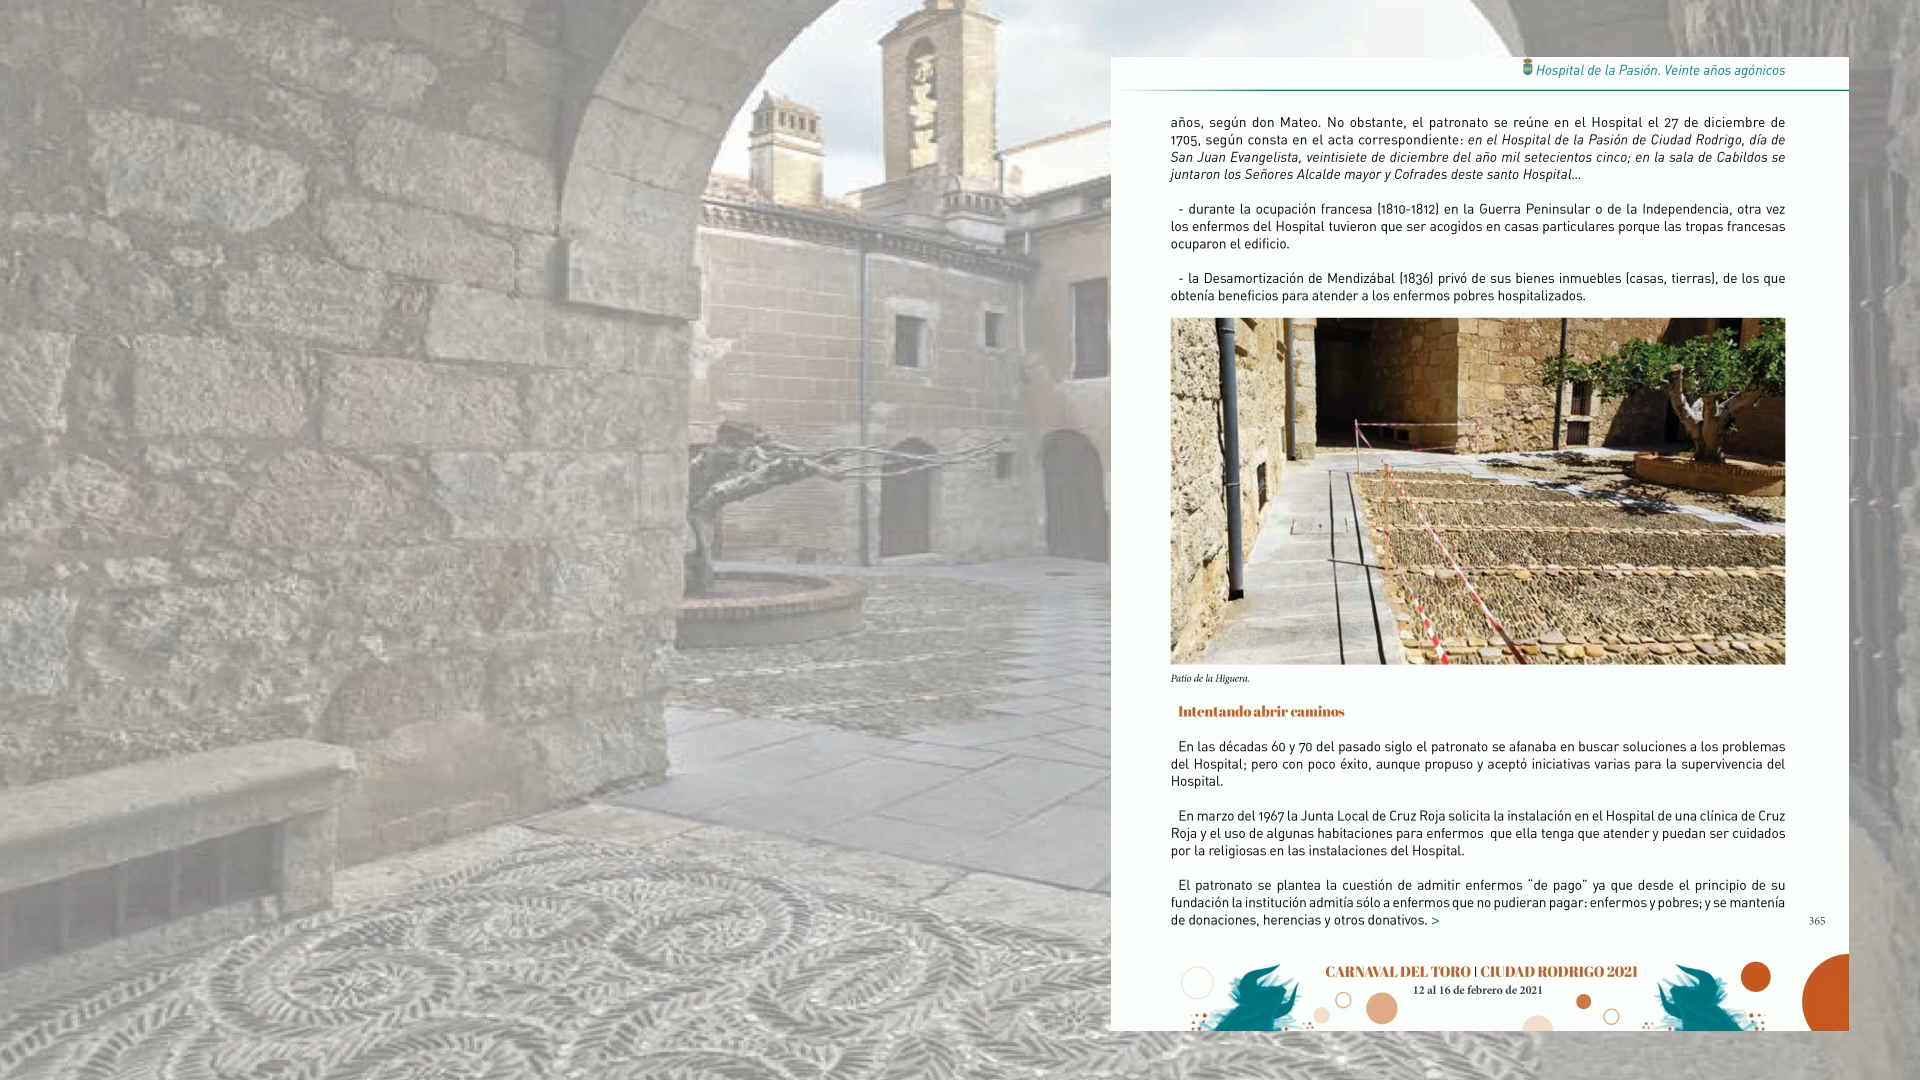 Hospital de la Pasión. Veinte años agónicos
años, según don Mateo. No obstante, el patronato se reúne en el Hospital el 27 de diciembre de
1705, según consta en el acta correspondiente: en el Hospital de la Pasión de Ciudad Rodrigo, día de
San Juan Evangelista, veintisiete de diciembre del año mil setecientos cinco; en la sala de Cabildos se
juntaron los Señores Alcalde mayor y Cofrades deste santo Hospital...
- durante la ocupación francesa (1810-1812) en la Guerra Peninsular o de la Independencia, otra vez
los enfermos del Hospital tuvieron que ser acogidos en casas particulares porque las tropas francesas
ocuparon el edificio.
- la Desamortización de Mendizábal (1836) privó de sus bienes inmuebles (casas, tierras), de los que
obtenía beneficios para atender a los enfermos pobres hospitalizados.
Patio de la Higuera.
Intentando abrir caminos
En las décadas 60 y 70 del pasado siglo el patronato se afanaba en buscar soluciones a los problemas
del Hospital; pero con poco éxito, aunque propuso y aceptó iniciativas varias para la supervivencia del
Hospital.
En marzo del 1967 la Junta Local de Cruz Roja solicita la instalación en el Hospital de una clínica de Cruz
Roja y el uso de algunas habitaciones para enfermos que ella tenga que atender y puedan ser cuidados
por la religiosas en las instalaciones del Hospital.
El patronato se plantea la cuestión de admitir enfermos "de pago" ya que desde el principio de su
fundación la institución admitía sólo a enfermos que no pudieran pagar: enfermos y pobres; y se mantenía
de donaciones, herencias y otros donativos. >
365
CARNAVAL DEL TORO | CIUDAD RODRIGO 2021
12 al 16 de febrero de 2021